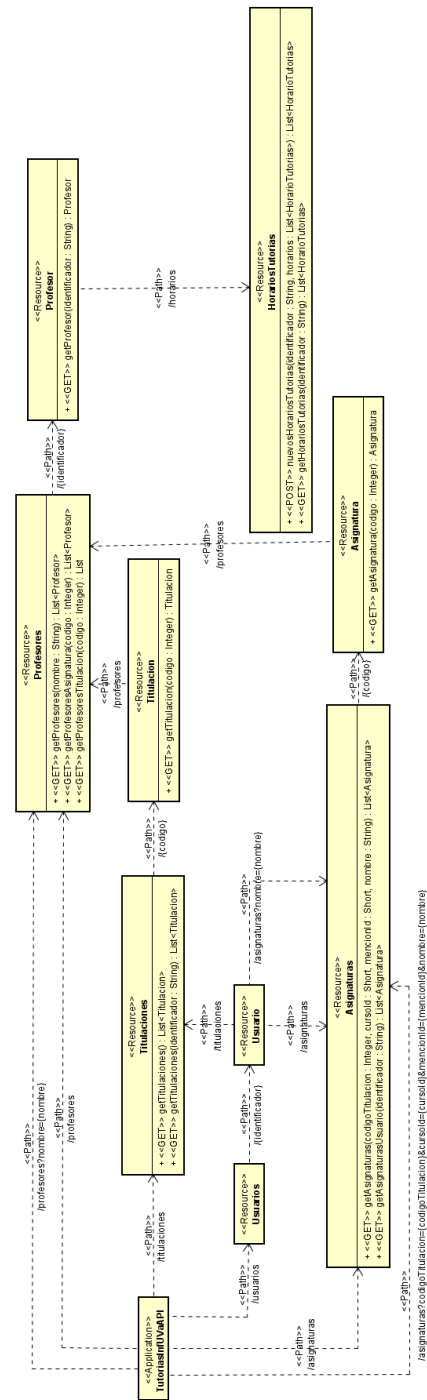 <<Application>>
TutoriasInfUVaAPI
<<Path>>
/profesores?nombre={nombre}
<<Path>>
/profesores
<<Path>>
/titulaciones
<<Path>>
/usuarios
<<Path>>
/asignaturas
<<Path>>
/asignaturas?codigoTitulacion={codigoTitulacion}&cursoId={cursoId}&mencionId={mencionId}&nombre={nombre}
<<Resource>>
Usuarios
<<Path>>
/{identificador}
<<Resource>>
Usuario
<<Path>>
/titulaciones
<<Path>>
/asignaturas
<<Path>>
/asignaturas?nombre={nombre}
<<Resource>>
Titulaciones
+ <<GET>> getTitulaciones() : List<Titulacion>
+ <<GET>> getTitulaciones(identificador : String) : List<Titulacion>
<<Path>>
/{codigo}
<<Resource>>
Titulacion
+ <<GET>> getTitulacion(codigo : Integer) : Titulacion
<<Path>>
/profesores
<<Resource>>
Asignaturas
+ <<GET>> getAsignaturas(codigoTitulacion : Integer, cursoId : Short, mencionId : Short, nombre : String) : List<Asignatura>
+ <<GET>> getAsignaturasUsuario(identificador : String) : List<Asignatura>
<<Path>>
/{codigo}
<<Resource>>
Asignatura
+ <<GET>> getAsignatura(codigo : Integer) : Asignatura
<<Path>>
/profesores
<<Resource>>
Profesores
+ <<GET>> getProfesores(nombre : String) : List<Profesor>
+ <<GET>> getProfesoresAsignatura(codigo : Integer) : List<Profesor>
+ <<GET>> getProfesoresTitulacion(codigo : Integer) : List
<<Path>>
/{identificador}
<<Resource>>
Profesor
+ <<GET>> getProfesor(identificador : String) : Profesor
<<Path>>
/horarios
<<Resource>>
HorariosTutorias
+ <<POST>> nuevosHorariosTutorias(identificador : String, horarios : List<HorarioTutorias>) : List<HorarioTutorias>
+ <<GET>> getHorariosTutorias(identificador : String) : List<HorarioTutorias>